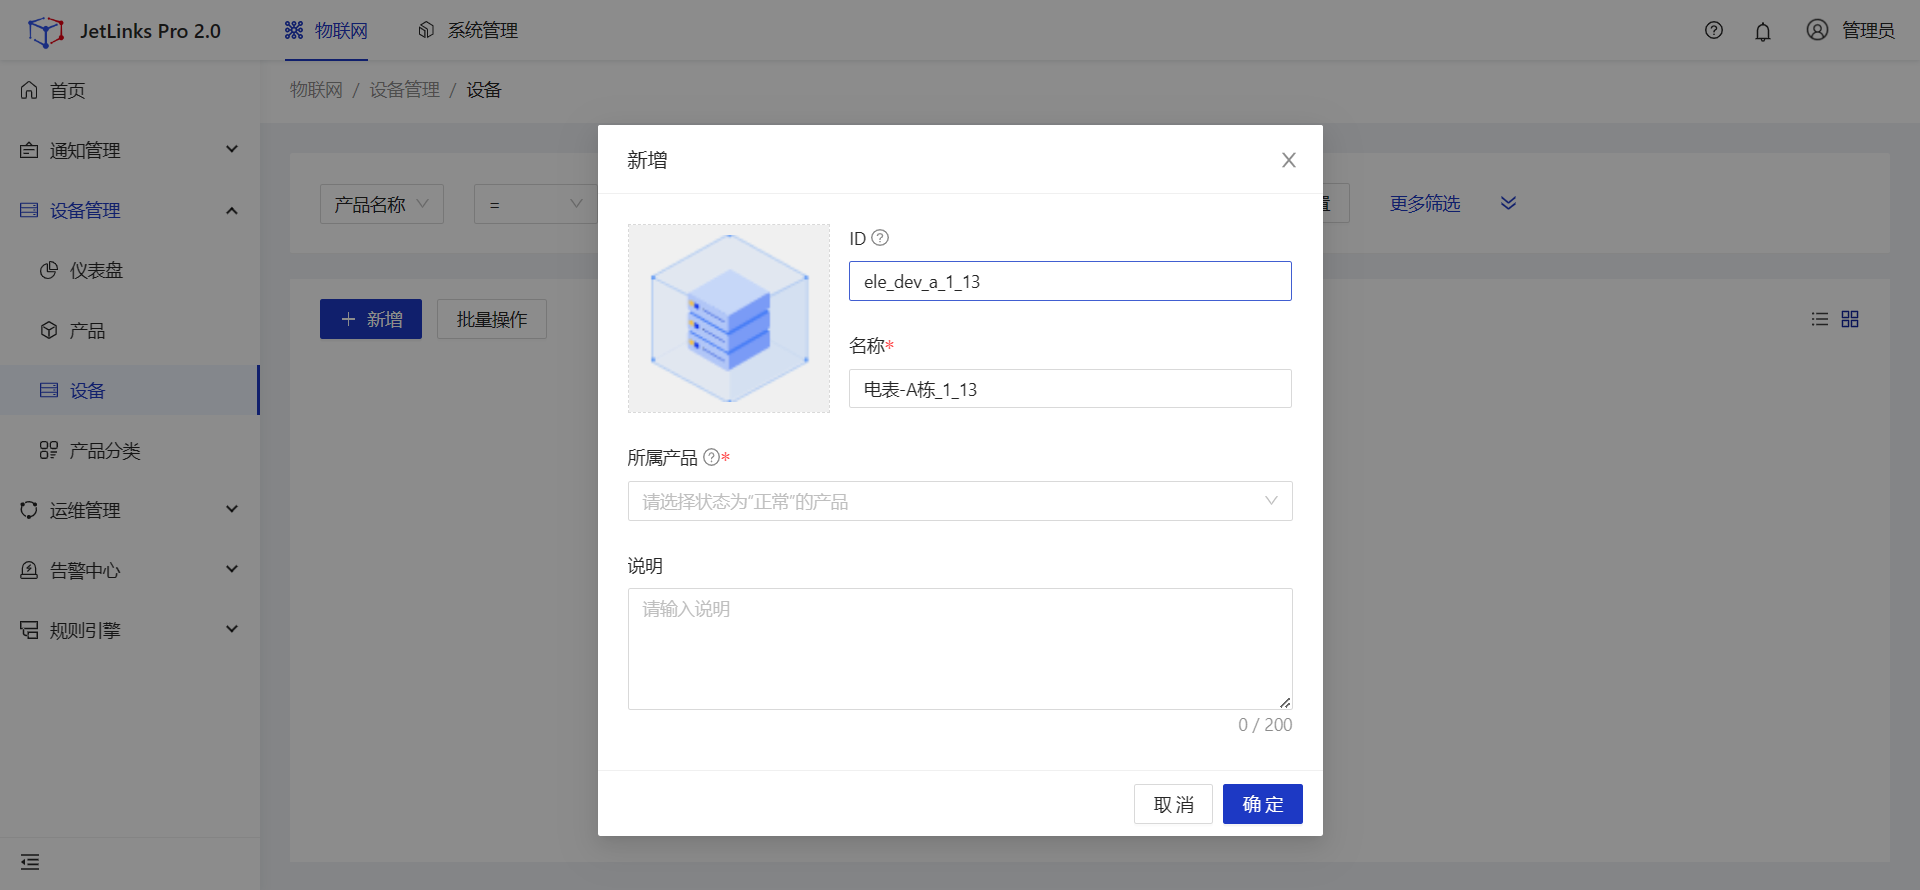 JetLinks Pro 2.0
物联网
系统管理
管理员
首页
通知管理
设备管理
仪表盘
产品
设备
产品分类
运维管理
告警中心
规则引擎
物联网 / 设备管理 / 设备
产品名称
=
更多筛选
新增
批量操作
新增
ID
ele_dev_a_1_13
名称*
电表-A栋_1_13
所属产品 *
请选择状态为“正常”的产品
说明
请输入说明
0 / 200
取消
确定